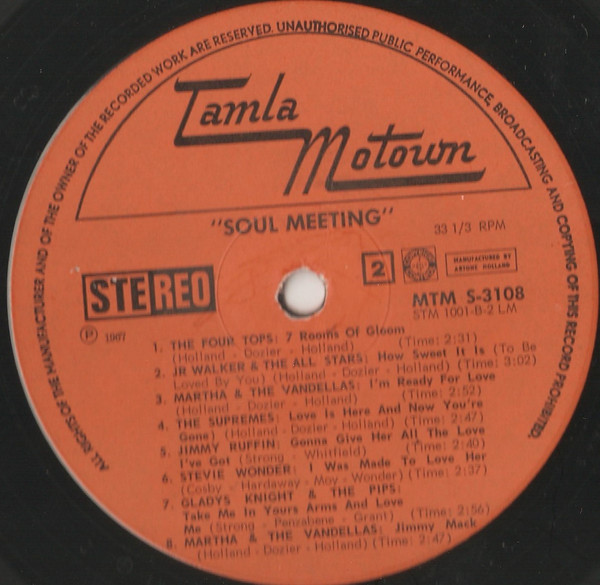 ALL RIGHTS OF THE MANUFACTURER AND OF THE OWNER OF THE RECORDED WORK ARE RESERVED. UNAUTHORISED PUBLIC PERFORMANCE, BROADCASTING AND COPYING OF THIS RECORD PROHIBITED.
Tamla
Motown
"SOUL MEETING"
33 1/3 RPM
STEREO
2
MANUFACTURED BY
ARTONE HOLLAND
MTM S-3108
STM 1001-B-2 LM
℗ 1967
1. THE FOUR TOPS: 7 Rooms Of Gloom
(Holland - Dozier - Holland) (Time: 2:31)
2. JR WALKER & THE ALL STARS: How Sweet It Is (To Be
Loved By You) (Holland - Dozier - Holland) (Time: 3:02)
3. MARTHA & THE VANDELLAS: I'm Ready For Love
(Holland - Dozier - Holland) (Time: 2:52)
4. THE SUPREMES: Love Is Here And Now You're
Gone) (Holland - Dozier - Holland) (Time: 2:47)
5. JIMMY RUFFIN: Gonna Give Her All The Love
I've Got (Strong - Whitfield) (Time: 2:40)
6. STEVIE WONDER: I Was Made To Love Her
(Cosby - Hardaway - Moy - Wonder) (Time: 2:37)
7. GLADYS KNIGHT & THE PIPS:
Take Me In Yours Arms And Love
Me (Strong - Penzabene - Grant) (Time: 2:56)
8. MARTHA & THE VANDELLAS: Jimmy Mack
(Holland - Dozier - Holland) (Time: 2:47)